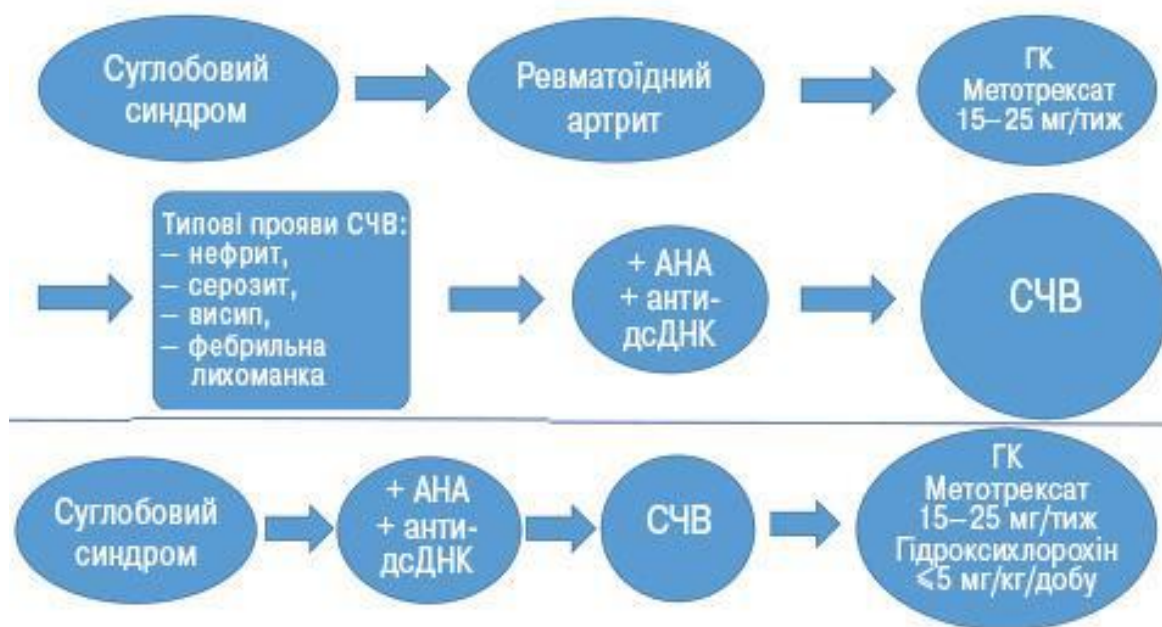 Суглобовий
синдром
Ревматоїдний
артрит
ГК
Метотрексат
15–25 мг/тиж
Типові прояви СЧВ:
– нефрит,
– серозит,
– висип,
– фебрильна
лихоманка
+ АНА
+ анти-
дсДНК
СЧВ
Суглобовий
синдром
+ АНА
+ анти-
дсДНК
СЧВ
ГК
Метотрексат
15–25 мг/тиж
Гідроксихлорохін
⩽5 мг/кг/добу